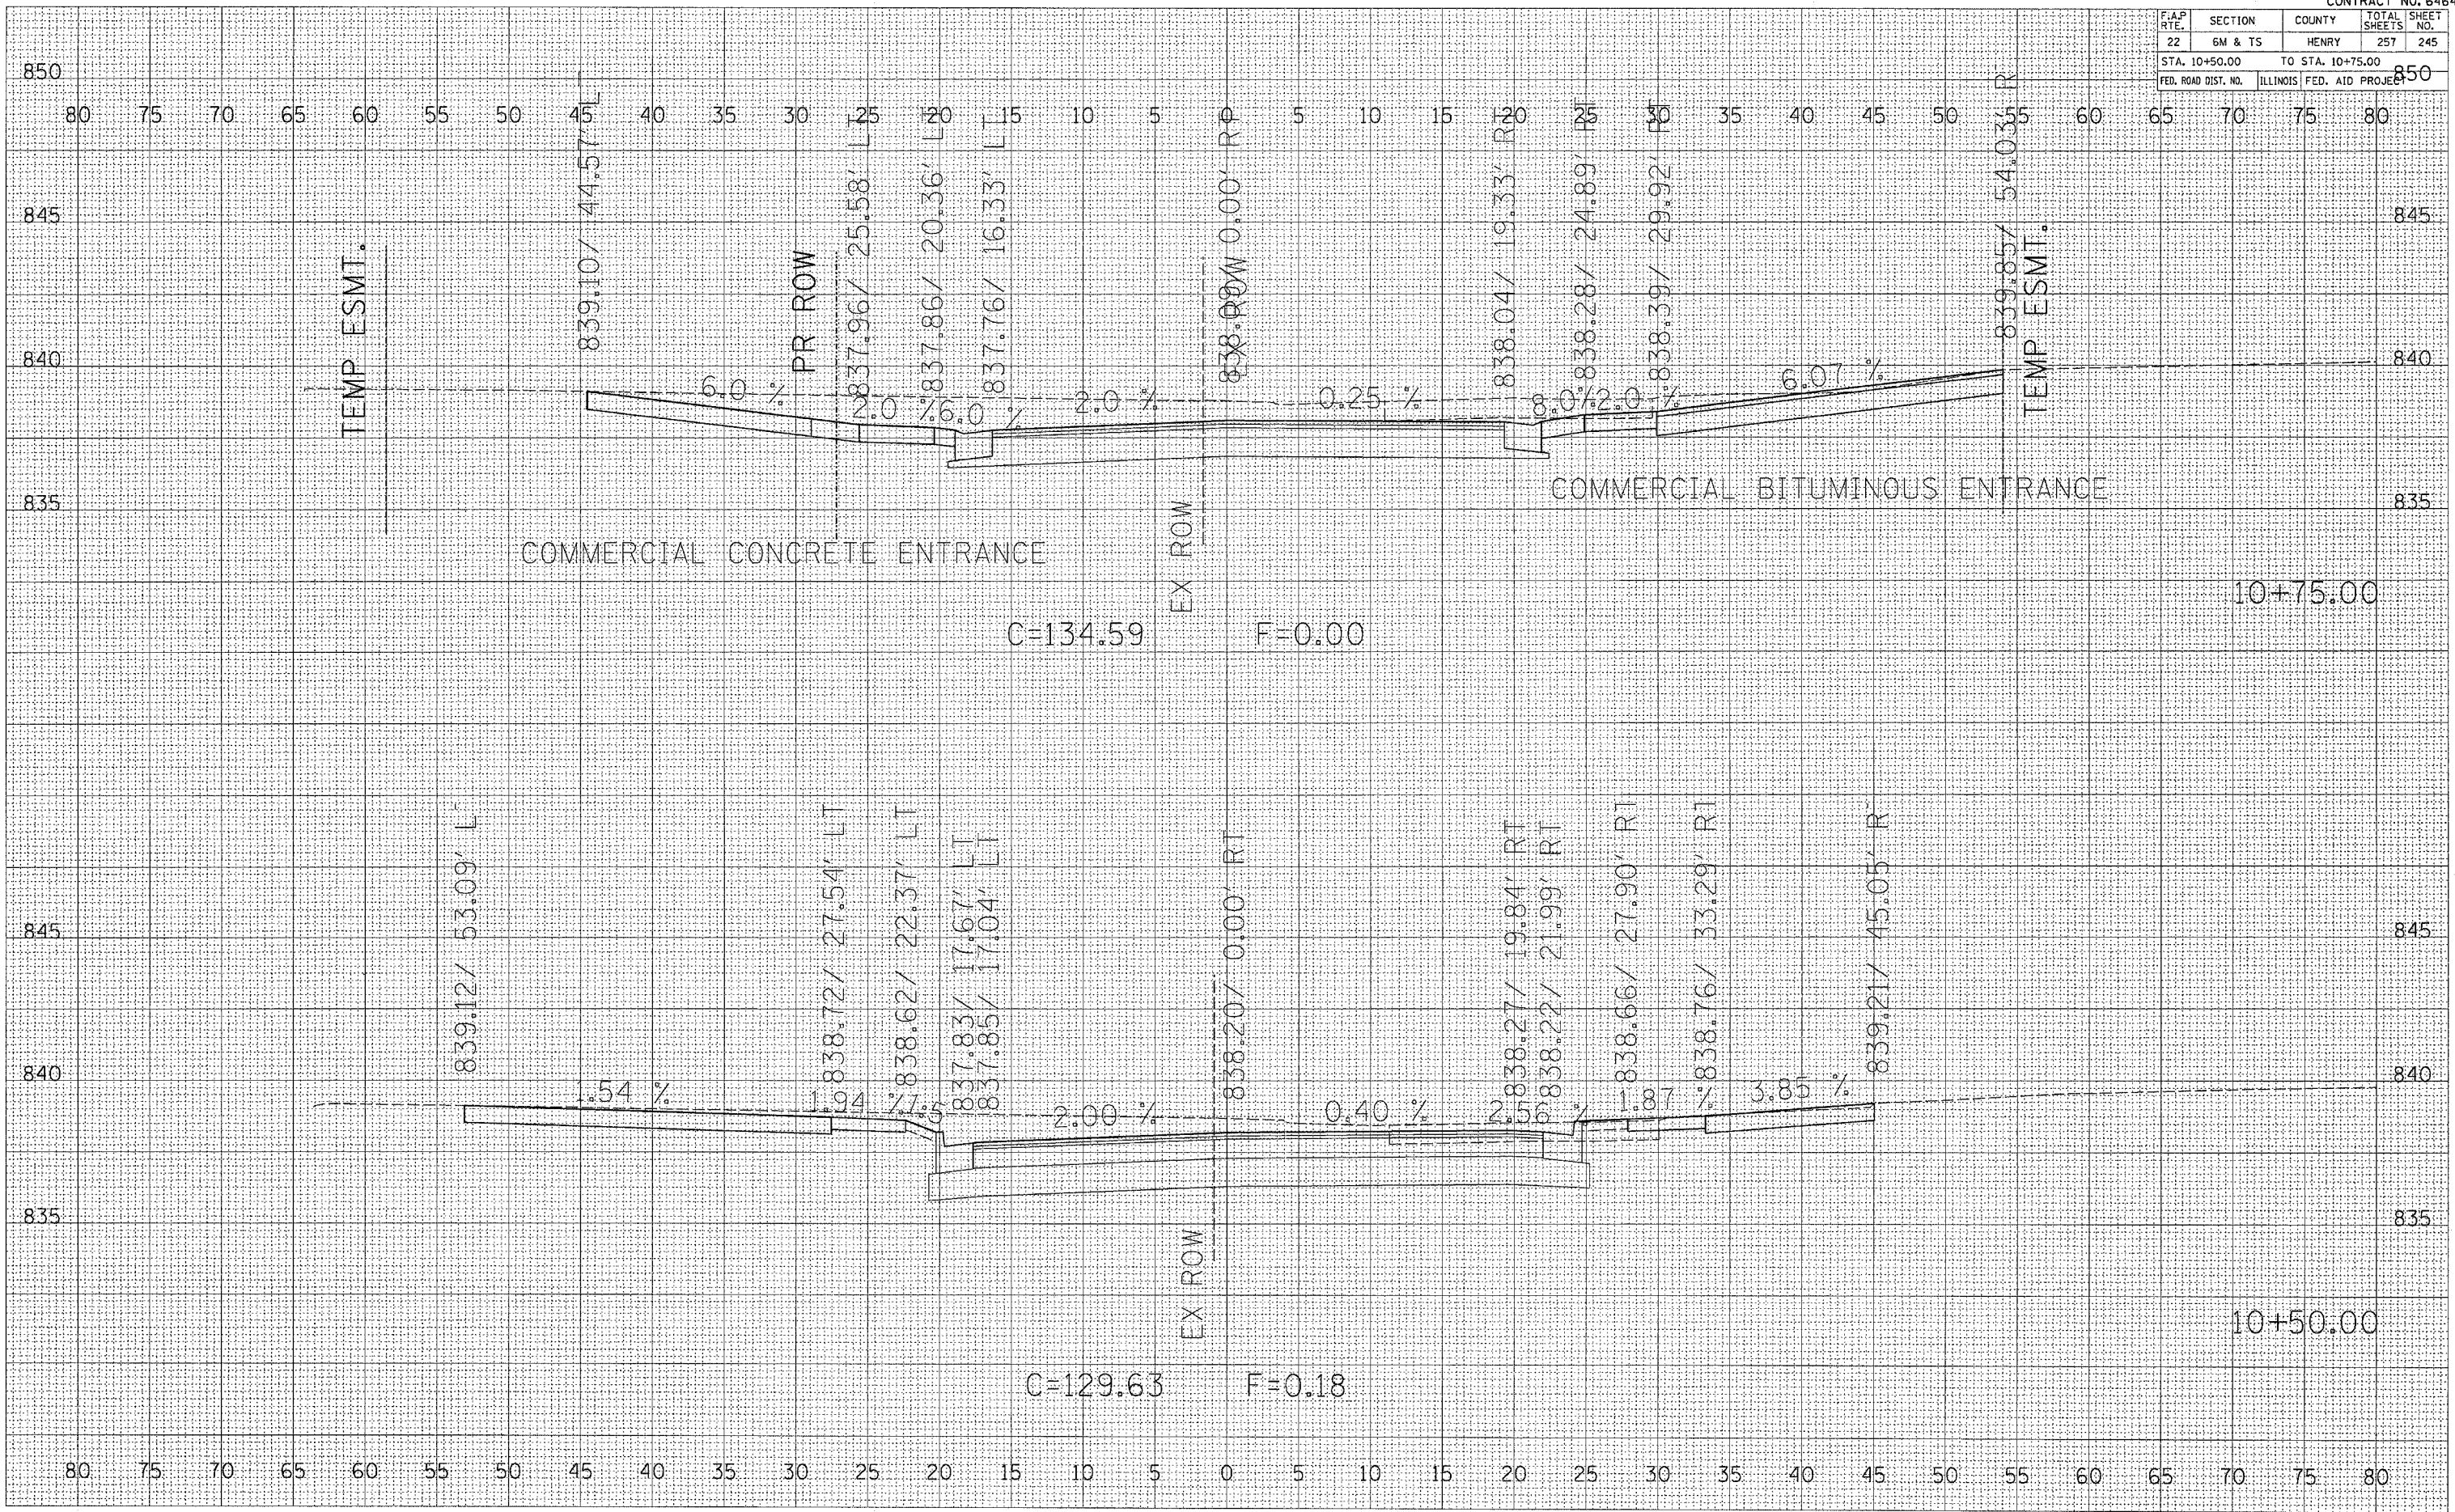 CONTRACT NO. 6464
F.A.P RTE. SECTION COUNTY TOTAL SHEETS SHEET NO.
22 6M & TS HENRY 257 245
STA. 10+50.00 TO STA. 10+75.00
FED. ROAD DIST. NO. ILLINOIS FED. AID PROJECT
850 850
80 75 70 65 60 55 50 45 40 35 30 25 20 15 10 5 0 5 10 15 20 25 30 35 40 45 50 55 60 65 70 75 80
845 845
840 840
835 835
TEMP ESMT.
839.10/ 44.57' L
PR ROW
837.96/ 25.58' LT
837.86/ 20.36' LT
837.76/ 16.33' LT
838.09/ 0.00' RT
EX ROW
838.04/ 19.33' RT
838.28/ 24.89' RT
838.39/ 29.92' RT
839.85/ 54.03' R
TEMP ESMT.
6.0 %
2.0 %
6.0 %
2.0 %
0.25 %
8.0 %
2.0 %
6.07 %
COMMERCIAL CONCRETE ENTRANCE
EX ROW
COMMERCIAL BITUMINOUS ENTRANCE
10+75.00
C=134.59 F=0.00
839.12/ 53.09' L
838.72/ 27.54' LT
838.62/ 22.37' LT
837.83/ 17.67' LT
837.85/ 17.04' LT
838.20/ 0.00' RT
838.27/ 19.84' RT
838.22/ 21.99' RT
838.66/ 27.90' RT
838.76/ 33.29' RT
839.21/ 45.05' R
845 845
840 840
835 835
1.54 %
1.94 %
2.00 %
0.40 %
2.56 %
1.87 %
3.85 %
EX ROW
10+50.00
C=129.63 F=0.18
80 75 70 65 60 55 50 45 40 35 30 25 20 15 10 5 0 5 10 15 20 25 30 35 40 45 50 55 60 65 70 75 80